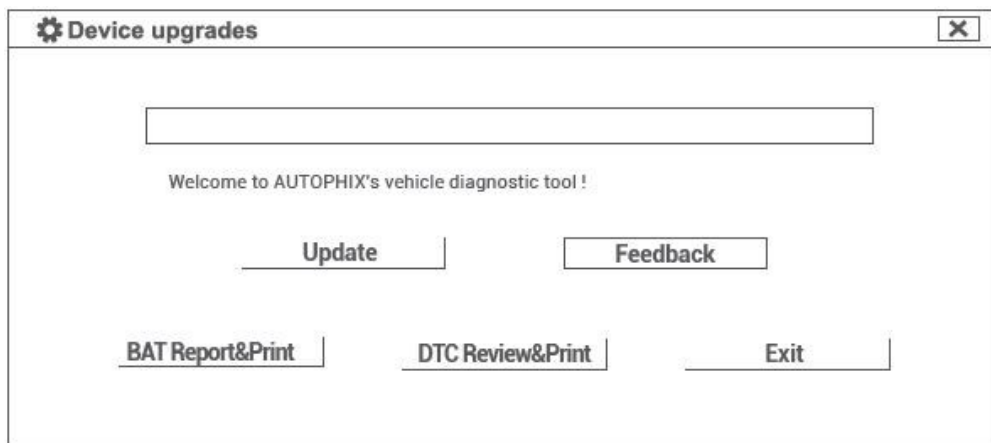 Device upgrades
Welcome to AUTOPHIX's vehicle diagnostic tool !
Update Feedback
BAT Report&Print DTC Review&Print Exit